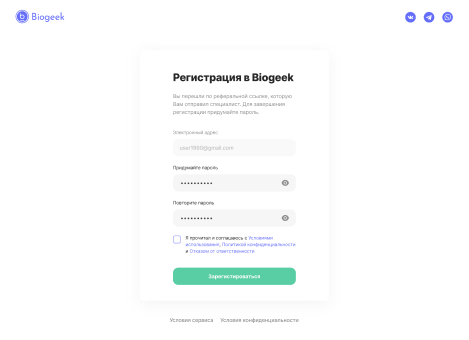 Biogeek
Регистрация в Biogeek
Вы перешли по реферальной ссылке, которую
Вам отправил специалист. Для завершения
регистрации придумайте пароль.
Электронный адрес
user1990@gmail.com
Придумайте пароль
••••••••••
Повторите пароль
••••••••••
Я прочитал и соглашаюсь с Условиями
использования, Политикой конфиденциальности
и Отказом от ответственности
Зарегистрироваться
Условия сервиса Условия конфиденциальности